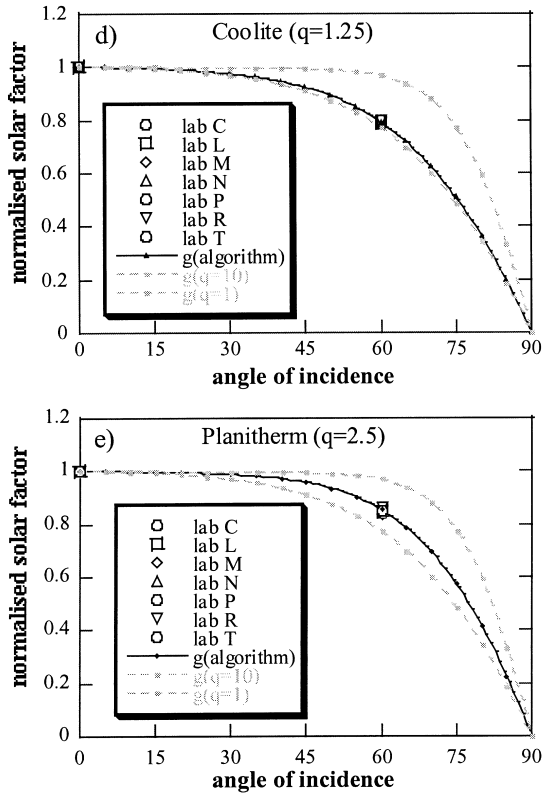 1.2
d)
Coolite (q=1.25)
1
0.8
0.6
0.4
0.2
0
normalised solar factor
lab C
lab L
lab M
lab N
lab P
lab R
lab T
g(algorithm)
g(q=10)
g(q=1)
0 15 30 45 60 75 90
angle of incidence
1.2
e)
Planitherm (q=2.5)
1
0.8
0.6
0.4
0.2
0
normalised solar factor
lab C
lab L
lab M
lab N
lab P
lab R
lab T
g(algorithm)
g(q=10)
g(q=1)
0 15 30 45 60 75 90
angle of incidence